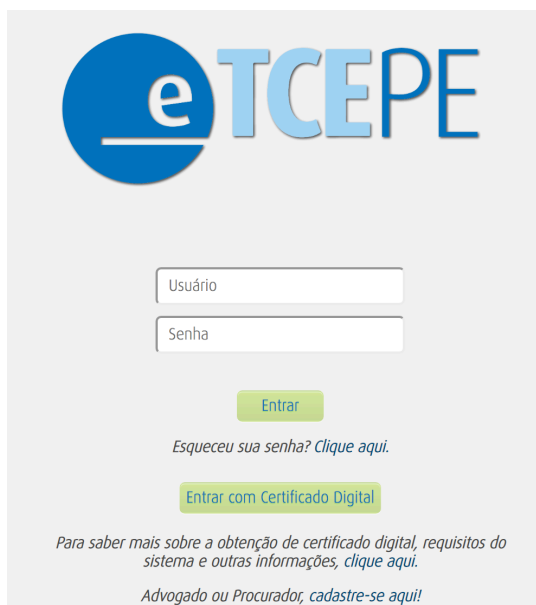 eTCEPE
Usuário
Senha
Entrar
Esqueceu sua senha? Clique aqui.
Entrar com Certificado Digital
Para saber mais sobre a obtenção de certificado digital, requisitos do
sistema e outras informações, clique aqui.
Advogado ou Procurador, cadastre-se aqui!